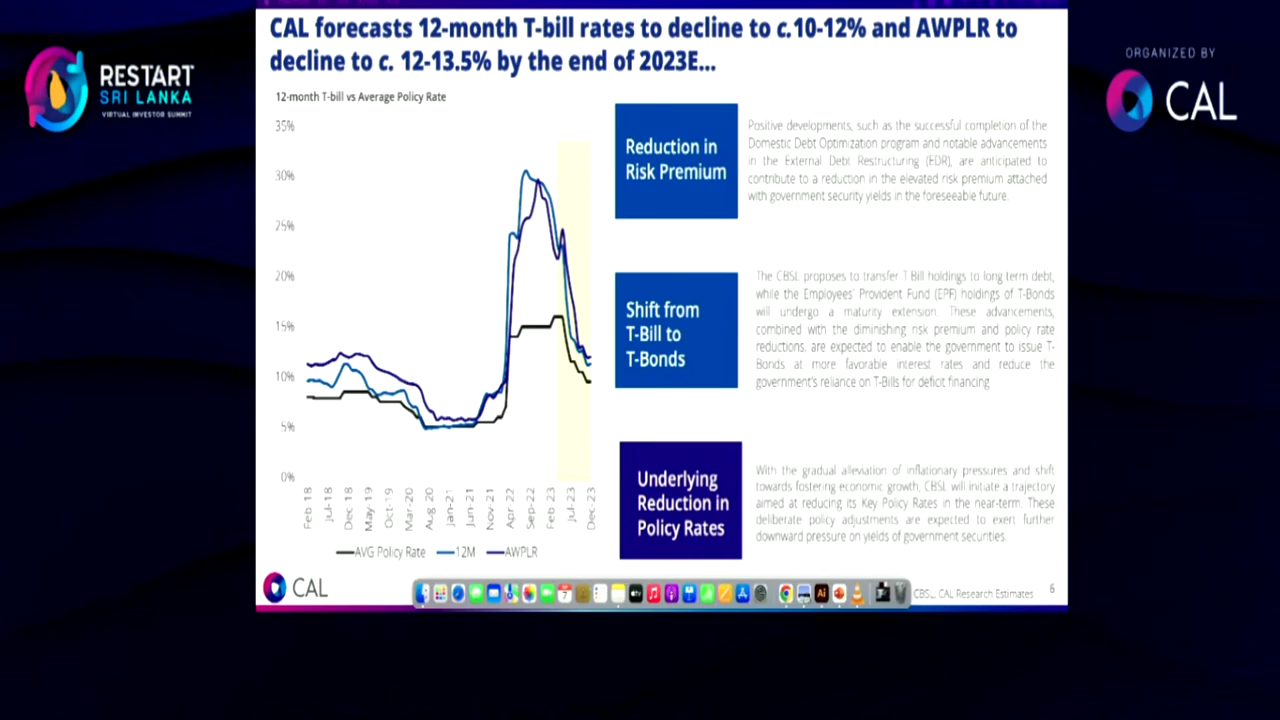 CAL forecasts 12-month T-bill rates to decline to c.10-12% and AWPLR to
decline to c. 12-13.5% by the end of 2023E...
RESTART
SRI LANKA
VIRTUAL INVESTOR SUMMIT
ORGANIZED BY
CAL
12-month T-bill vs Average Policy Rate
35%
30%
25%
20%
15%
10%
5%
0%
Feb-18
Jul-18
Dec-18
May-19
Oct-19
Mar-20
Aug-20
Jan-21
Jun-21
Nov-21
Apr-22
Sep-22
Feb-23
Jul-23
Dec-23
AVG Policy Rate
12M
AWPLR
Reduction in
Risk Premium
Positive developments, such as the successful completion of the
Domestic Debt Optimization program and notable advancements
in the External Debt Restructuring (EDR), are anticipated to
contribute to a reduction in the elevated risk premium attached
with government security yields in the foreseeable future.
Shift from
T-Bill to
T-Bonds
The CBSL proposes to transfer T Bill holdings to long term debt,
while the Employees' Provident Fund (EPF) holdings of T-Bonds
will undergo a maturity extension. These advancements,
combined with the diminishing risk premium and policy rate
reductions, are expected to enable the government to issue T-
Bonds at more favorable interest rates and reduce the
government's reliance on T-Bills for deficit financing
Underlying
Reduction in
Policy Rates
With the gradual alleviation of inflationary pressures and shift
towards fostering economic growth, CBSL will initiate a trajectory
aimed at reducing its Key Policy Rates in the near-term. These
deliberate policy adjustments are expected to exert further
downward pressure on yields of government securities.
CAL
7
Ai
CBSL, CAL Research Estimates
6